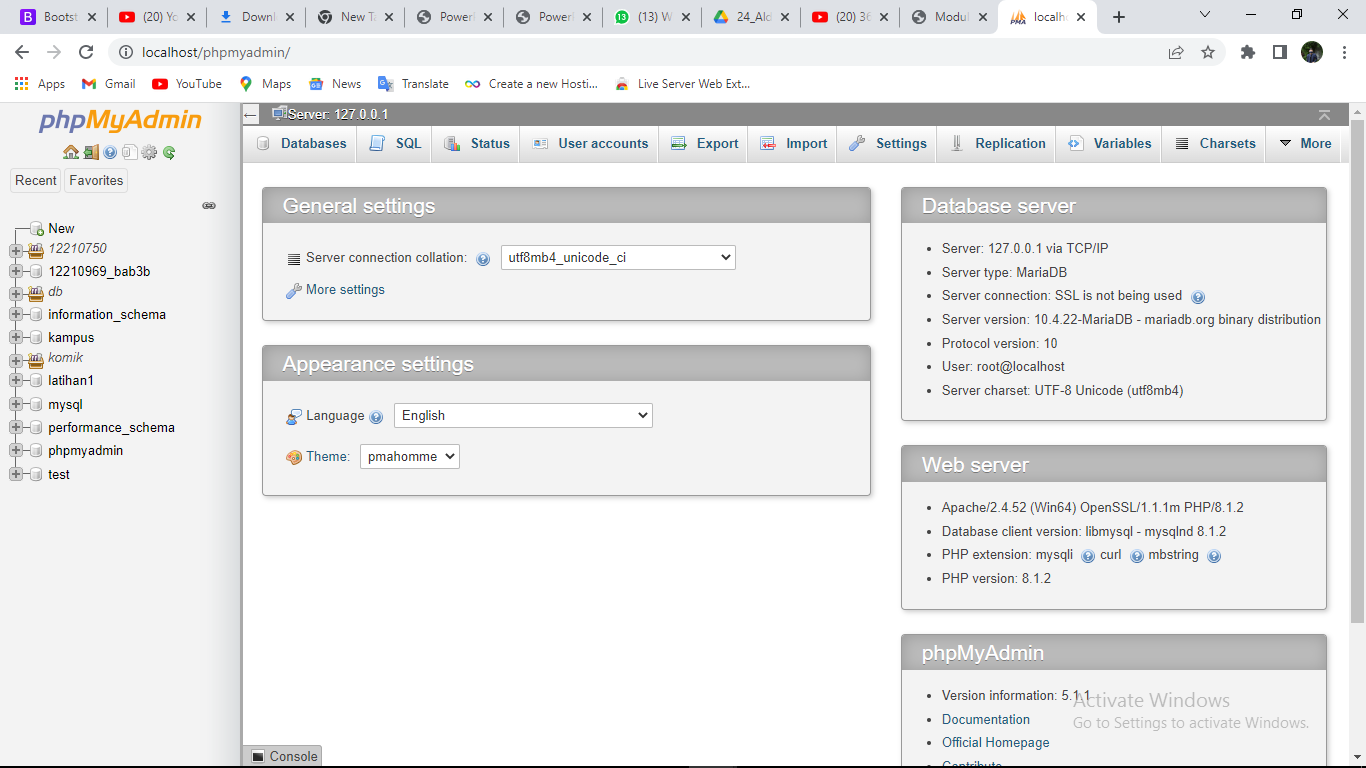 Bootst
(20) Yo
Downl
New T
Power
Power
(13) W
24_Ald
(20) 36
Modul
localh
localhost/phpmyadmin/
Apps
Gmail
YouTube
Maps
News
Translate
Create a new Hosti...
Live Server Web Ext...
phpMyAdmin
Server: 127.0.0.1
Databases
SQL
Status
User accounts
Export
Import
Settings
Replication
Variables
Charsets
More
Recent
Favorites
New
12210750
12210969_bab3b
db
information_schema
kampus
komik
latihan1
mysql
performance_schema
phpmyadmin
test
General settings
Server connection collation:
utf8mb4_unicode_ci
More settings
Appearance settings
Language
English
Theme:
pmahomme
Database server
Server: 127.0.0.1 via TCP/IP
Server type: MariaDB
Server connection: SSL is not being used
Server version: 10.4.22-MariaDB - mariadb.org binary distribution
Protocol version: 10
User: root@localhost
Server charset: UTF-8 Unicode (utf8mb4)
Web server
Apache/2.4.52 (Win64) OpenSSL/1.1.1m PHP/8.1.2
Database client version: libmysql - mysqlnd 8.1.2
PHP extension: mysqli curl mbstring
PHP version: 8.1.2
phpMyAdmin
Version information: 5.1.1
Documentation
Official Homepage
Contribute
Activate Windows
Go to Settings to activate Windows.
Console